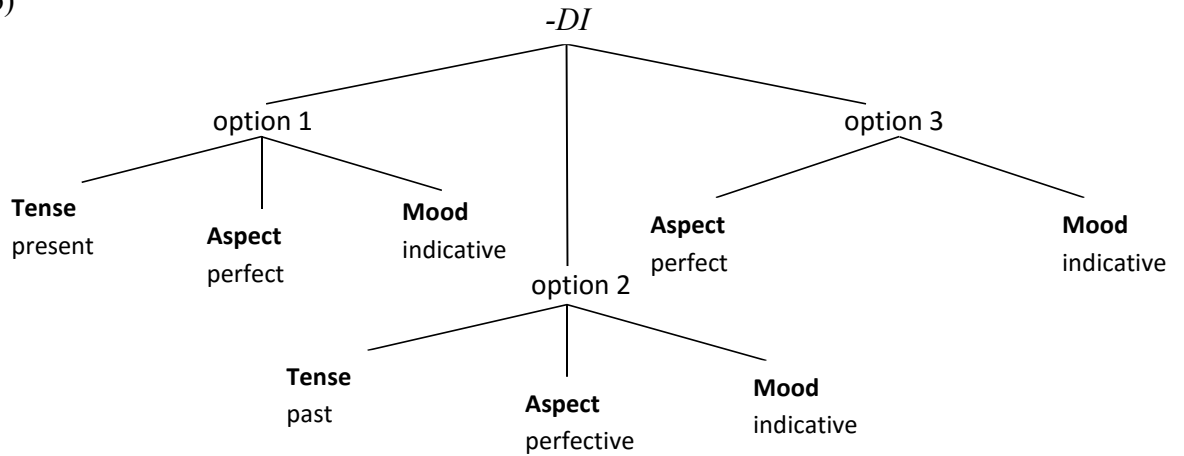 )
-DI
option 1
option 3
Tense
present
Aspect
perfect
Mood
indicative
Aspect
perfect
Mood
indicative
option 2
Tense
past
Aspect
perfective
Mood
indicative